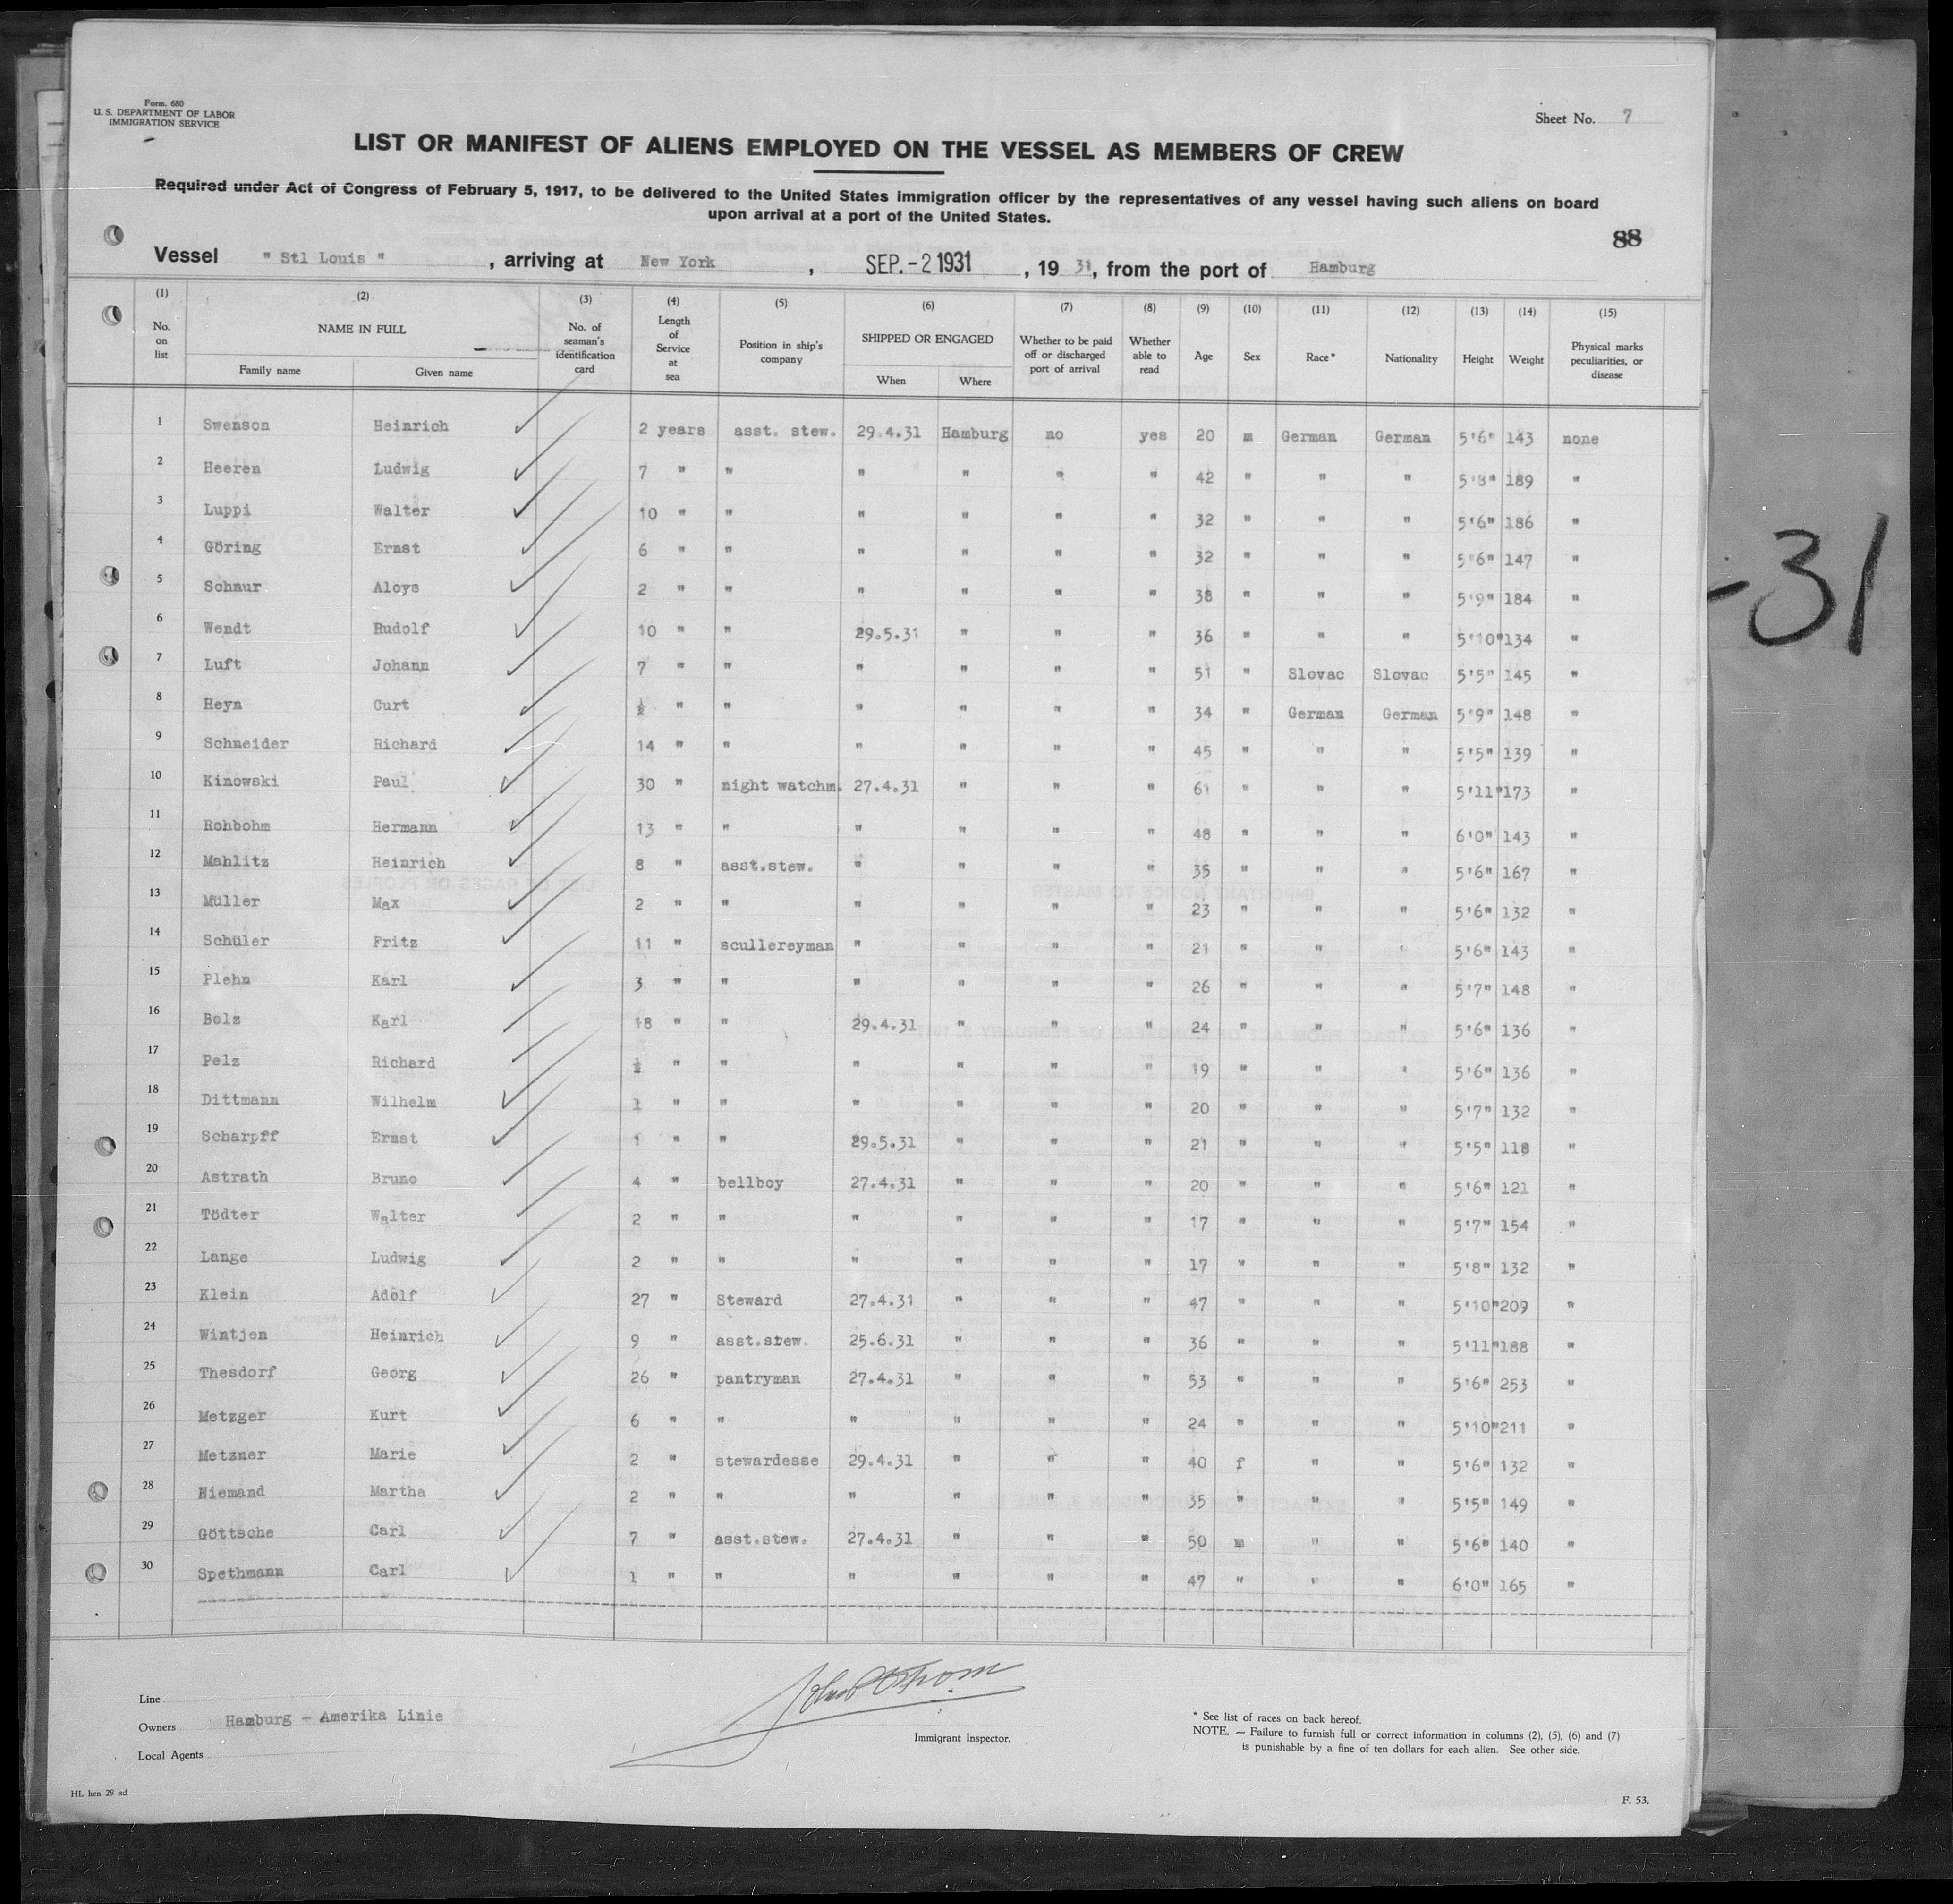 Form. 680
U. S. DEPARTMENT OF LABOR
IMMIGRATION SERVICE
Sheet No. 7
LIST OR MANIFEST OF ALIENS EMPLOYED ON THE VESSEL AS MEMBERS OF CREW
Required under Act of Congress of February 5, 1917, to be delivered to the United States immigration officer by the representatives of any vessel having such aliens on board
upon arrival at a port of the United States.
88
Vessel " Stl Louis " , arriving at New York , SEP.-2 1931 , 19 31, from the port of Hamburg
(1) (2) (3) (4) (5) (6) (7) (8) (9) (10) (11) (12) (13) (14) (15)
No. on list NAME IN FULL Family name Given name No. of seaman's identification card Length of Service at sea Position in ship's company SHIPPED OR ENGAGED When Where Whether to be paid off or discharged port of arrival Whether able to read Age Sex Race* Nationality Height Weight Physical marks peculiarities, or disease
1 Swenson Heinrich 2 years asst. stew. 29.4.31 Hamburg no yes 20 m German German 5'6" 143 none
2 Heeren Ludwig 7 " " " " " " 42 " " " 5'8" 189 "
3 Luppi Walter 10 " " " " " " 32 " " " 5'6" 186 "
4 Göring Ernst 6 " " " " " " 32 " " " 5'6" 147 "
5 Schnur Aloys 2 " " " " " " 38 " " " 5'9" 184 "
6 Wendt Rudolf 10 " " 29.5.31 " " " 36 " " " 5'10" 134 "
7 Luft Johann 7 " " " " " " 51 " Slovac Slovac 5'5" 145 "
8 Heyn Curt ½ " " " " " " 34 " German German 5'9" 148 "
9 Schneider Richard 14 " " " " " " 45 " " " 5'5" 139 "
10 Kinowski Paul 30 " night watchm. 27.4.31 " " " 61 " " " 5'11" 173 "
11 Rohbohm Hermann 13 " " " " " " 48 " " " 6'0" 143 "
12 Mahlitz Heinrich 8 " asst.stew. " " " " 35 " " " 5'6" 167 "
13 Müller Max 2 " " " " " " 23 " " " 5'6" 132 "
14 Schüler Fritz 11 " scullereyman " " " " 21 " " " 5'6" 143 "
15 Plehn Karl 3 " " " " " " 26 " " " 5'7" 148 "
16 Bolz Karl 18 " " 29.4.31 " " " 24 " " " 5'6" 136 "
17 Pelz Richard ½ " " " " " " 19 " " " 5'6" 136 "
18 Dittmann Wilhelm 1 " " " " " " 20 " " " 5'7" 132 "
19 Scharpff Ernst 1 " " 29.5.31 " " " 21 " " " 5'5" 118 "
20 Astrath Bruno 4 " bellboy 27.4.31 " " " 20 " " " 5'6" 121 "
21 Tödter Walter 2 " " " " " " 17 " " " 5'7" 154 "
22 Lange Ludwig 2 " " " " " " 17 " " " 5'8" 132 "
23 Klein Adolf 27 " Steward 27.4.31 " " " 47 " " " 5'10" 209 "
24 Wintjen Heinrich 9 " asst.stew. 25.6.31 " " " 36 " " " 5'11" 188 "
25 Thesdorf Georg 26 " pantryman 27.4.31 " " " 53 " " " 5'6" 253 "
26 Metzger Kurt 6 " " " " " " 24 " " " 5'10" 211 "
27 Metzner Marie 2 " stewardesse 29.4.31 " " " 40 f " " 5'6" 132 "
28 Niemand Martha 2 " " " " " " 35 " " " 5'5" 149 "
29 Göttsche Carl 7 " asst.stew. 27.4.31 " " " 50 m " " 5'6" 140 "
30 Spethmann Carl 1 " " " " " " 47 " " " 6'0" 165 "
Line
Owners Hamburg - Amerika Linie
Local Agents
Immigrant Inspector.
* See list of races on back hereof.
NOTE. — Failure to furnish full or correct information in columns (2), (5), (6) and (7)
is punishable by a fine of ten dollars for each alien. See other side.
HL hen 29 ad
F. 53.
-31